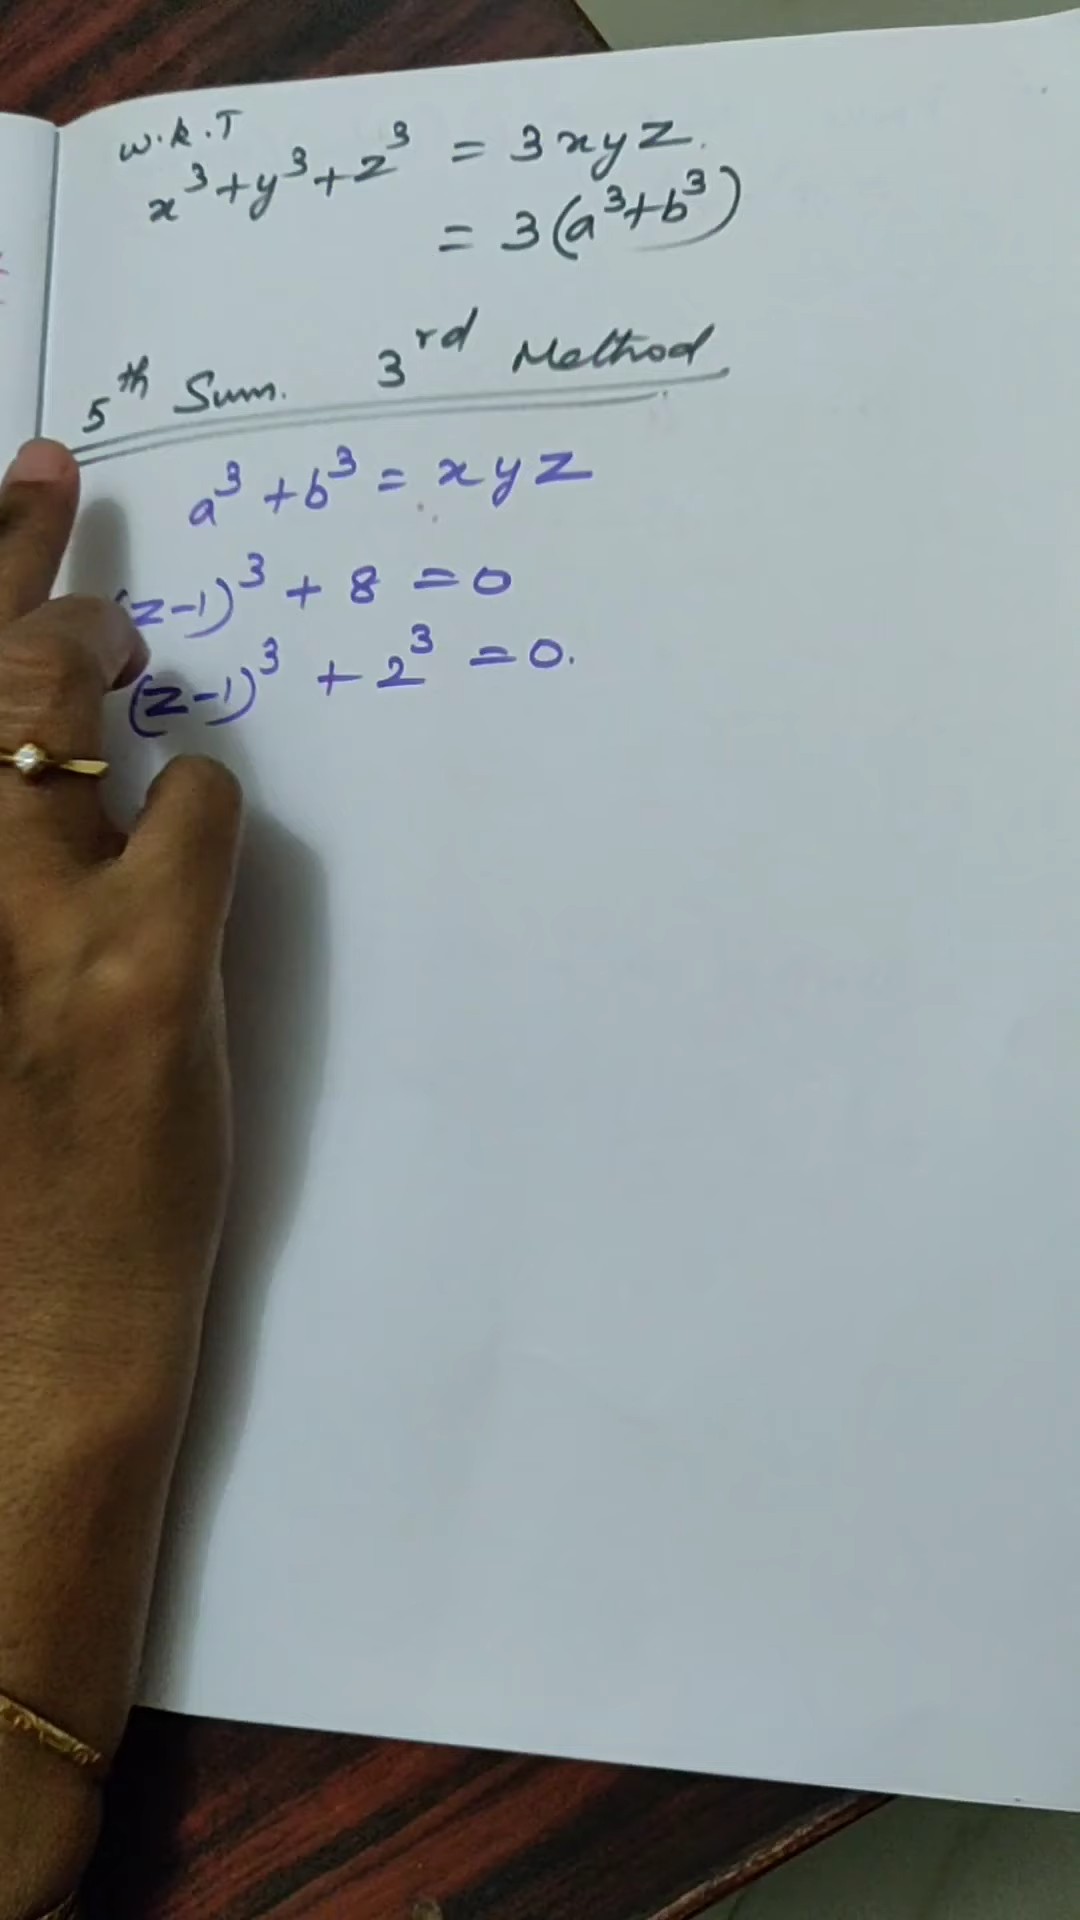 w.k.T
x³+y³+z³ = 3xyz.
= 3(a³+b³)
5th Sum. 3rd Method
a³+b³ = xyz
(z-1)³ + 8 = 0
(z-1)³ + 2³ = 0.